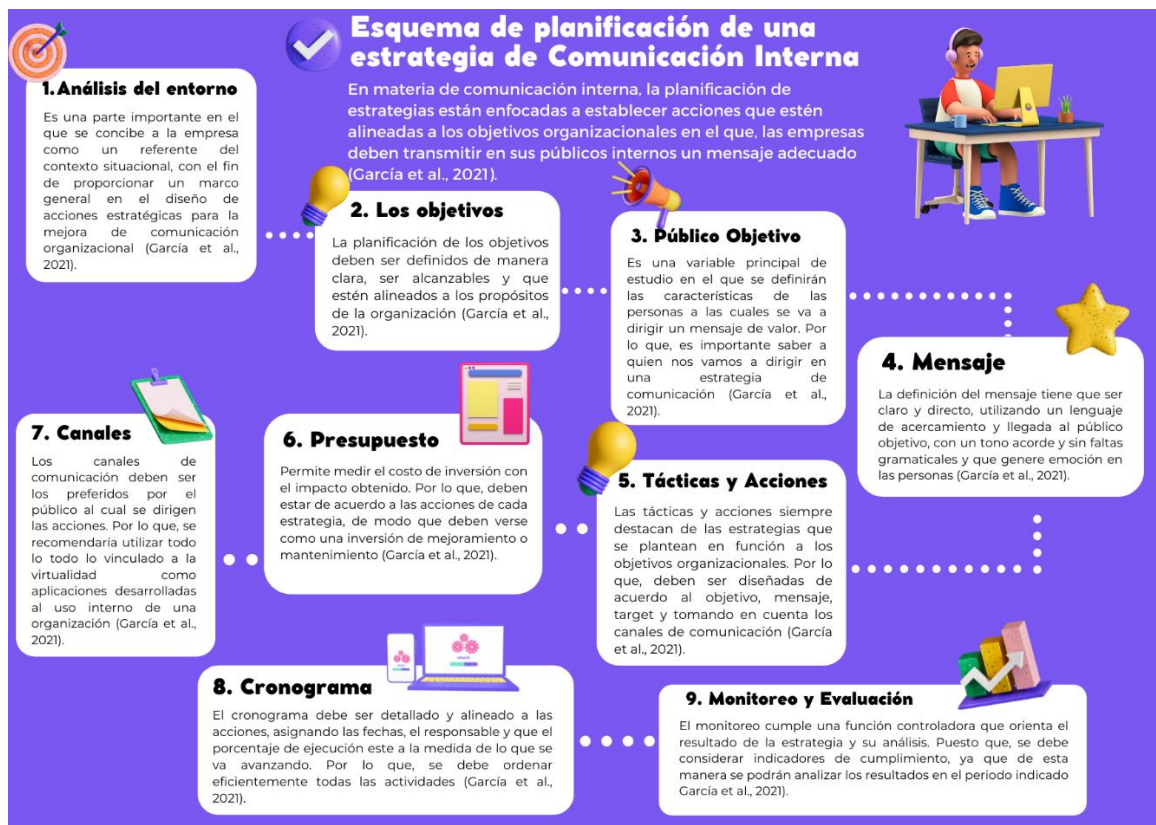 Esquema de planificación de una
estrategia de Comunicación Interna
En materia de comunicación interna, la planificación de
estrategias están enfocadas a establecer acciones que estén
alineadas a los objetivos organizacionales en el que, las empresas
deben transmitir en sus públicos internos un mensaje adecuado
(García et al., 2021).
1.Análisis del entorno
Es una parte importante en el
que se concibe a la empresa
como un referente del
contexto situacional, con el fin
de proporcionar un marco
general en el diseño de
acciones estratégicas para la
mejora de comunicación
organizacional (García et al.,
2021).
2. Los objetivos
La planificación de los objetivos
deben ser definidos de manera
clara, ser alcanzables y que
estén alineados a los propósitos
de la organización (García et al.,
2021).
3. Público Objetivo
Es una variable principal de
estudio en el que se definirán
las características de las
personas a las cuales se va a
dirigir un mensaje de valor. Por
lo que, es importante saber a
quien nos vamos a dirigir en
una estrategia de
comunicación (García et al.,
2021).
4. Mensaje
La definición del mensaje tiene que ser
claro y directo, utilizando un lenguaje
de acercamiento y llegada al público
objetivo, con un tono acorde y sin faltas
gramaticales y que genere emoción en
las personas (García et al., 2021).
5. Tácticas y Acciones
Las tácticas y acciones siempre
destacan de las estrategias que
se plantean en función a los
objetivos organizacionales. Por lo
que, deben ser diseñadas de
acuerdo al objetivo, mensaje,
target y tomando en cuenta los
canales de comunicación (García
et al., 2021).
6. Presupuesto
Permite medir el costo de inversión con
el impacto obtenido. Por lo que, deben
estar de acuerdo a las acciones de cada
estrategia, de modo que deben verse
como una inversión de mejoramiento o
mantenimiento (García et al., 2021).
7. Canales
Los canales de
comunicación deben ser
los preferidos por el
público al cual se dirigen
las acciones. Por lo que, se
recomendaría utilizar todo
lo todo lo vinculado a la
virtualidad como
aplicaciones desarrolladas
al uso interno de una
organización (García et al.,
2021).
8. Cronograma
El cronograma debe ser detallado y alineado a las
acciones, asignando las fechas, el responsable y que el
porcentaje de ejecución este a la medida de lo que se
va avanzando. Por lo que, se debe ordenar
eficientemente todas las actividades (García et al.,
2021).
9. Monitoreo y Evaluación
El monitoreo cumple una función controladora que orienta el
resultado de la estrategia y su análisis. Puesto que, se debe
considerar indicadores de cumplimiento, ya que de esta
manera se podrán analizar los resultados en el periodo indicado
García et al., 2021).